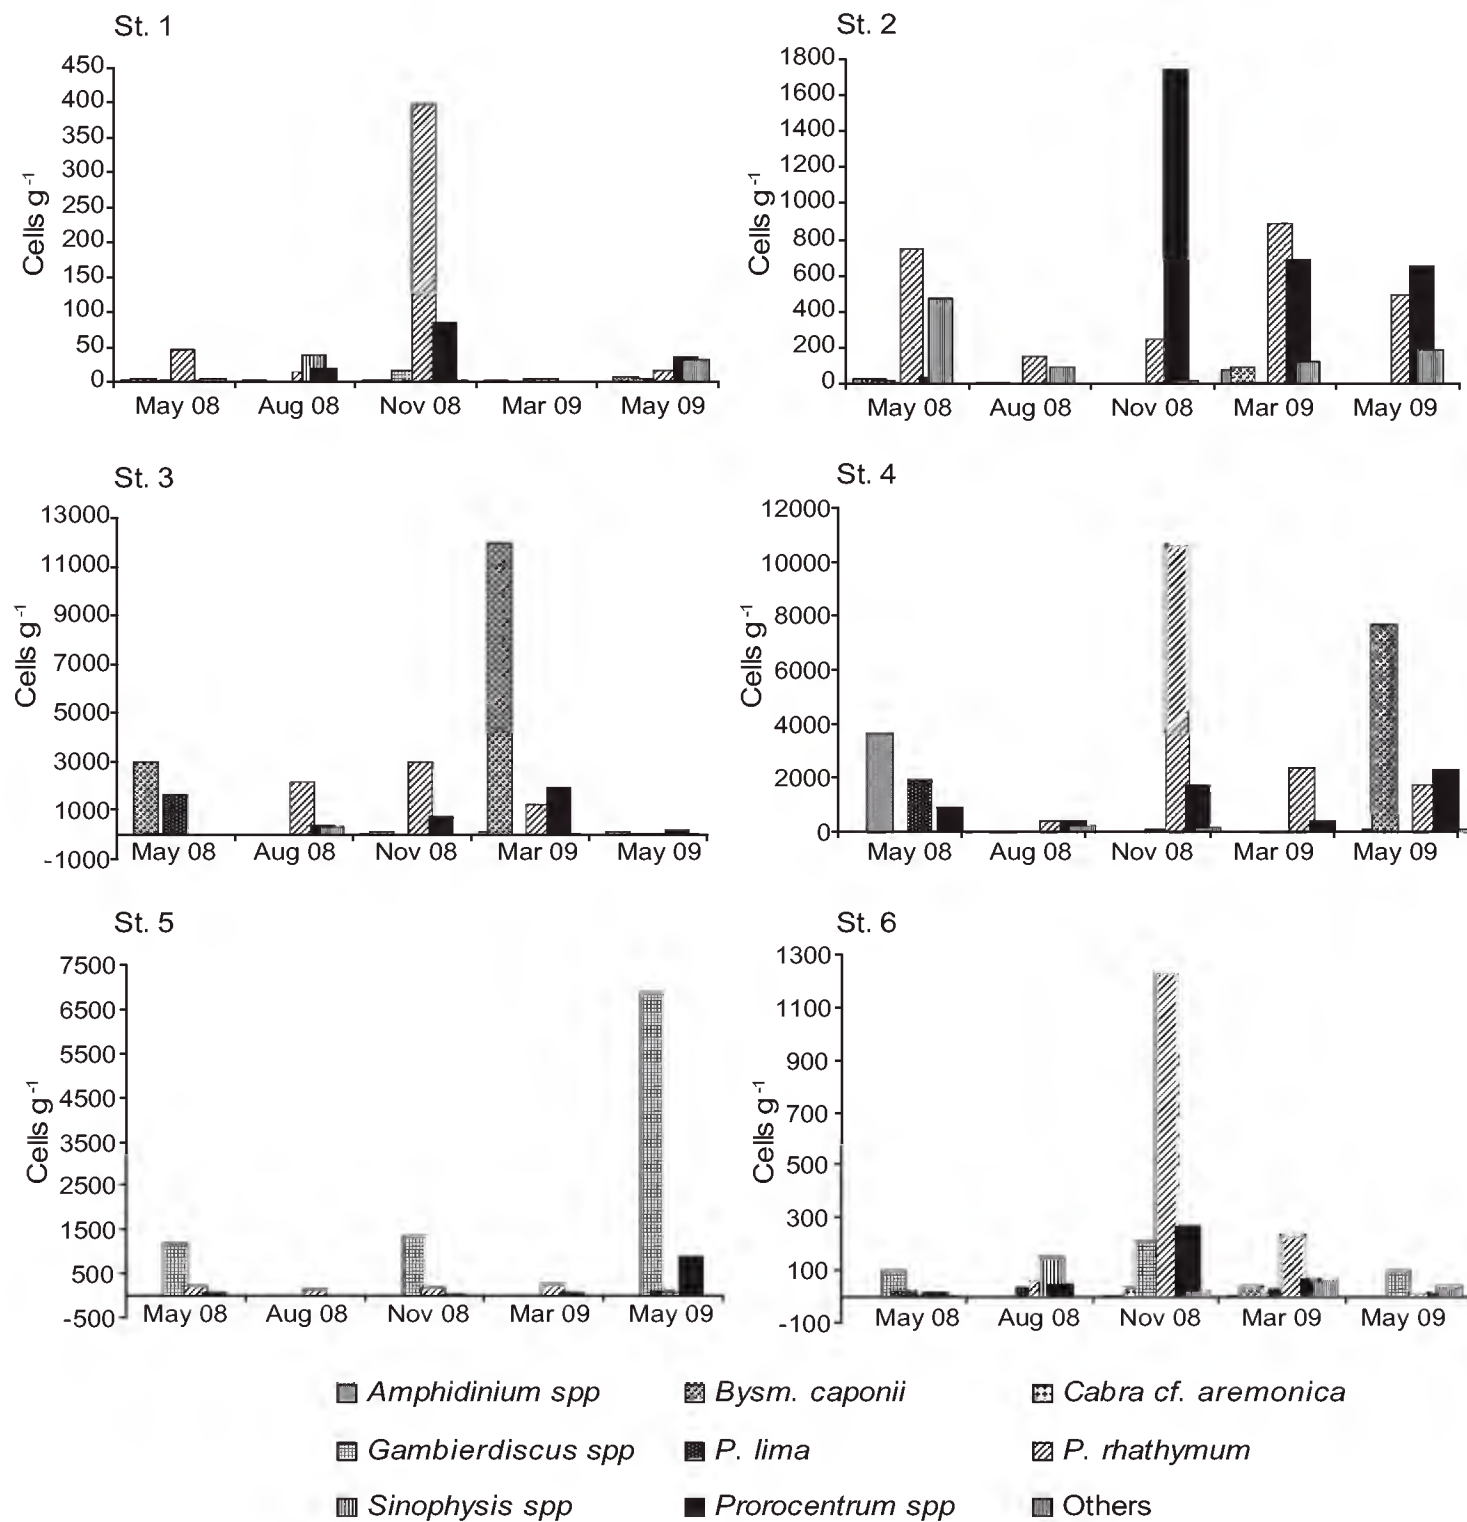 St. 1
450
400
350
300
250
200
150
100
50
0
Cells g-1
May 08 Aug 08 Nov 08 Mar 09 May 09
St. 2
1800
1600
1400
1200
1000
800
600
400
200
0
Cells g-1
May 08 Aug 08 Nov 08 Mar 09 May 09
St. 3
13000
11000
9000
7000
5000
3000
1000
-1000
Cells g-1
May 08 Aug 08 Nov 08 Mar 09 May 09
St. 4
12000
10000
8000
6000
4000
2000
0
Cells g-1
May 08 Aug 08 Nov 08 Mar 09 May 09
St. 5
7500
6500
5500
4500
3500
2500
1500
500
-500
Cells g-1
May 08 Aug 08 Nov 08 Mar 09 May 09
St. 6
1300
1100
900
700
500
300
100
-100
Cells g-1
May 08 Aug 08 Nov 08 Mar 09 May 09
Amphidinium spp Bysm. caponii Cabra cf. aremonica
Gambierdiscus spp P. lima P. rhathymum
Sinophysis spp Prorocentrum spp Others